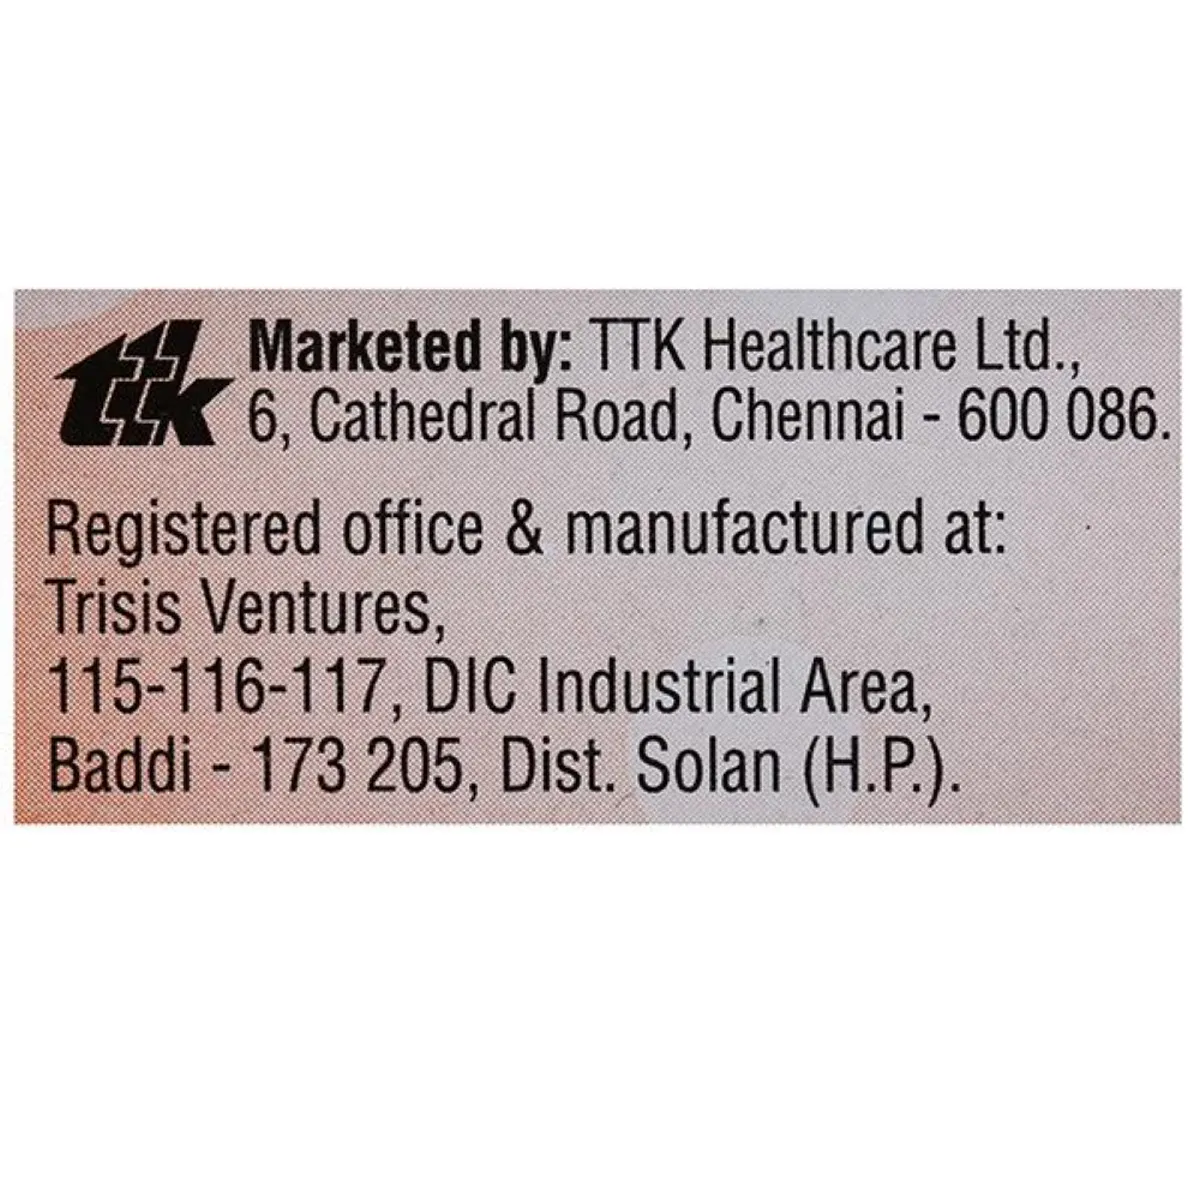 ttk
Marketed by: TTK Healthcare Ltd.,
6, Cathedral Road, Chennai - 600 086.
Registered office & manufactured at:
Trisis Ventures,
115-116-117, DIC Industrial Area,
Baddi - 173 205, Dist. Solan (H.P.).